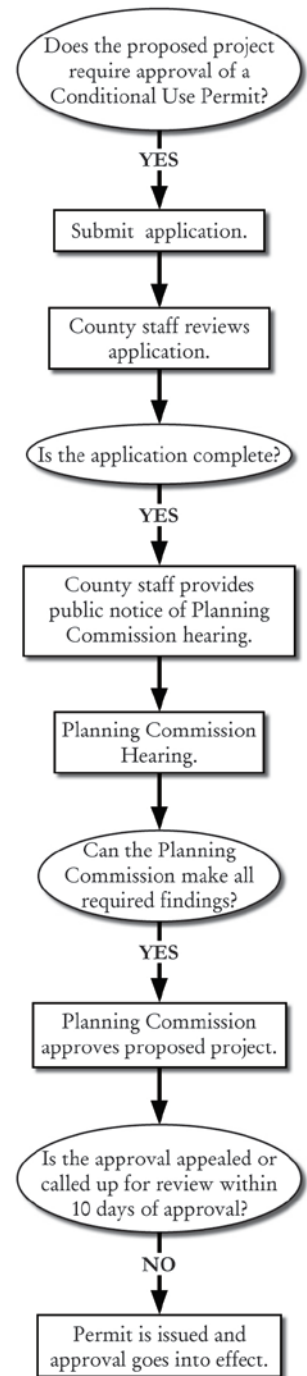 Does the proposed project
require approval of a
Conditional Use Permit?
YES
Submit application.
County staff reviews
application.
Is the application complete?
YES
County staff provides
public notice of Planning
Commission hearing.
Planning Commission
Hearing.
Can the Planning
Commission make all
required findings?
YES
Planning Commission
approves proposed project.
Is the approval appealed or
called up for review within
10 days of approval?
NO
Permit is issued and
approval goes into effect.